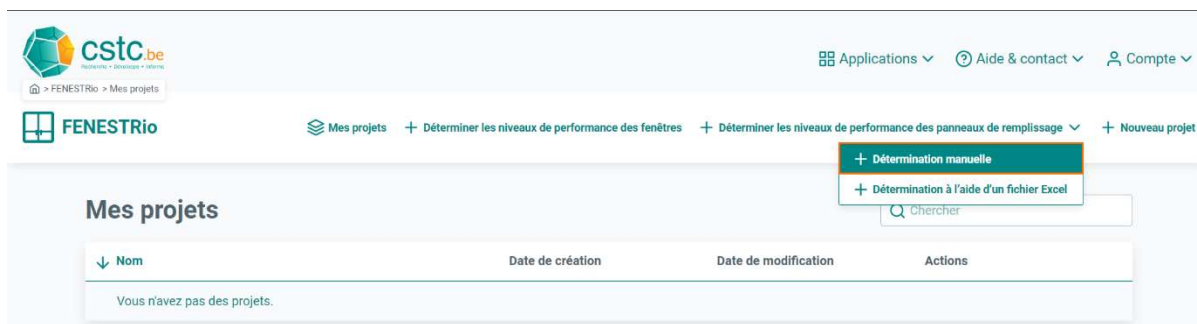 cstc.be
Recherche • Développe • Informe
Applications
Aide & contact
Compte
> FENESTRio > Mes projets
FENESTRio
Mes projets
+ Déterminer les niveaux de performance des fenêtres
+ Déterminer les niveaux de performance des panneaux de remplissage
+ Nouveau projet
+ Détermination manuelle
+ Détermination à l'aide d'un fichier Excel
Mes projets
Chercher
Nom Date de création Date de modification Actions
Vous n'avez pas des projets.